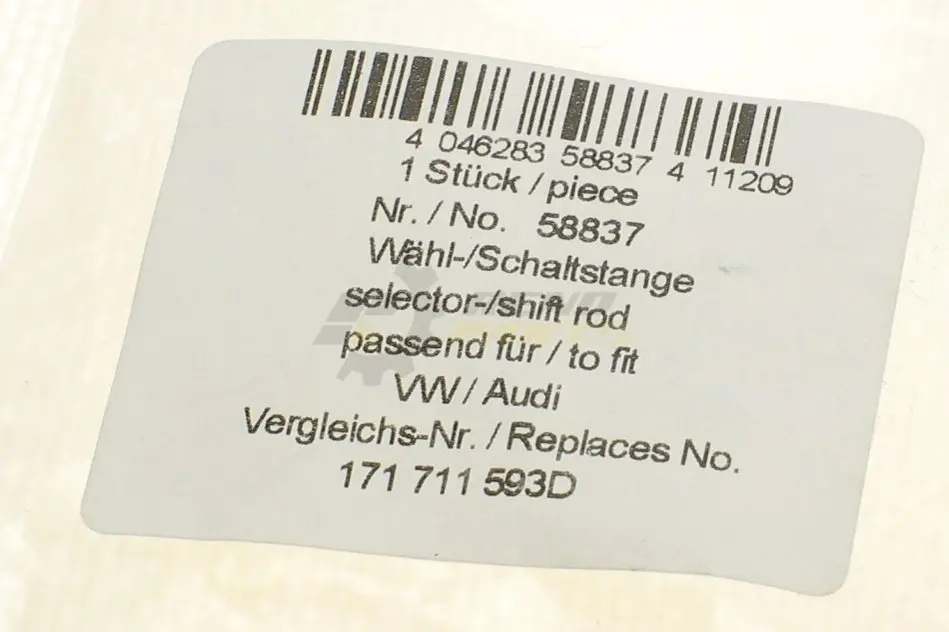 4 046283 58837 4 11209
1 Stück / piece
Nr. / No. 58837
Wähl-/Schaltstange
selector-/shift rod
passend für / to fit
VW / Audi
Vergleichs-Nr. / Replaces No.
171 711 593D